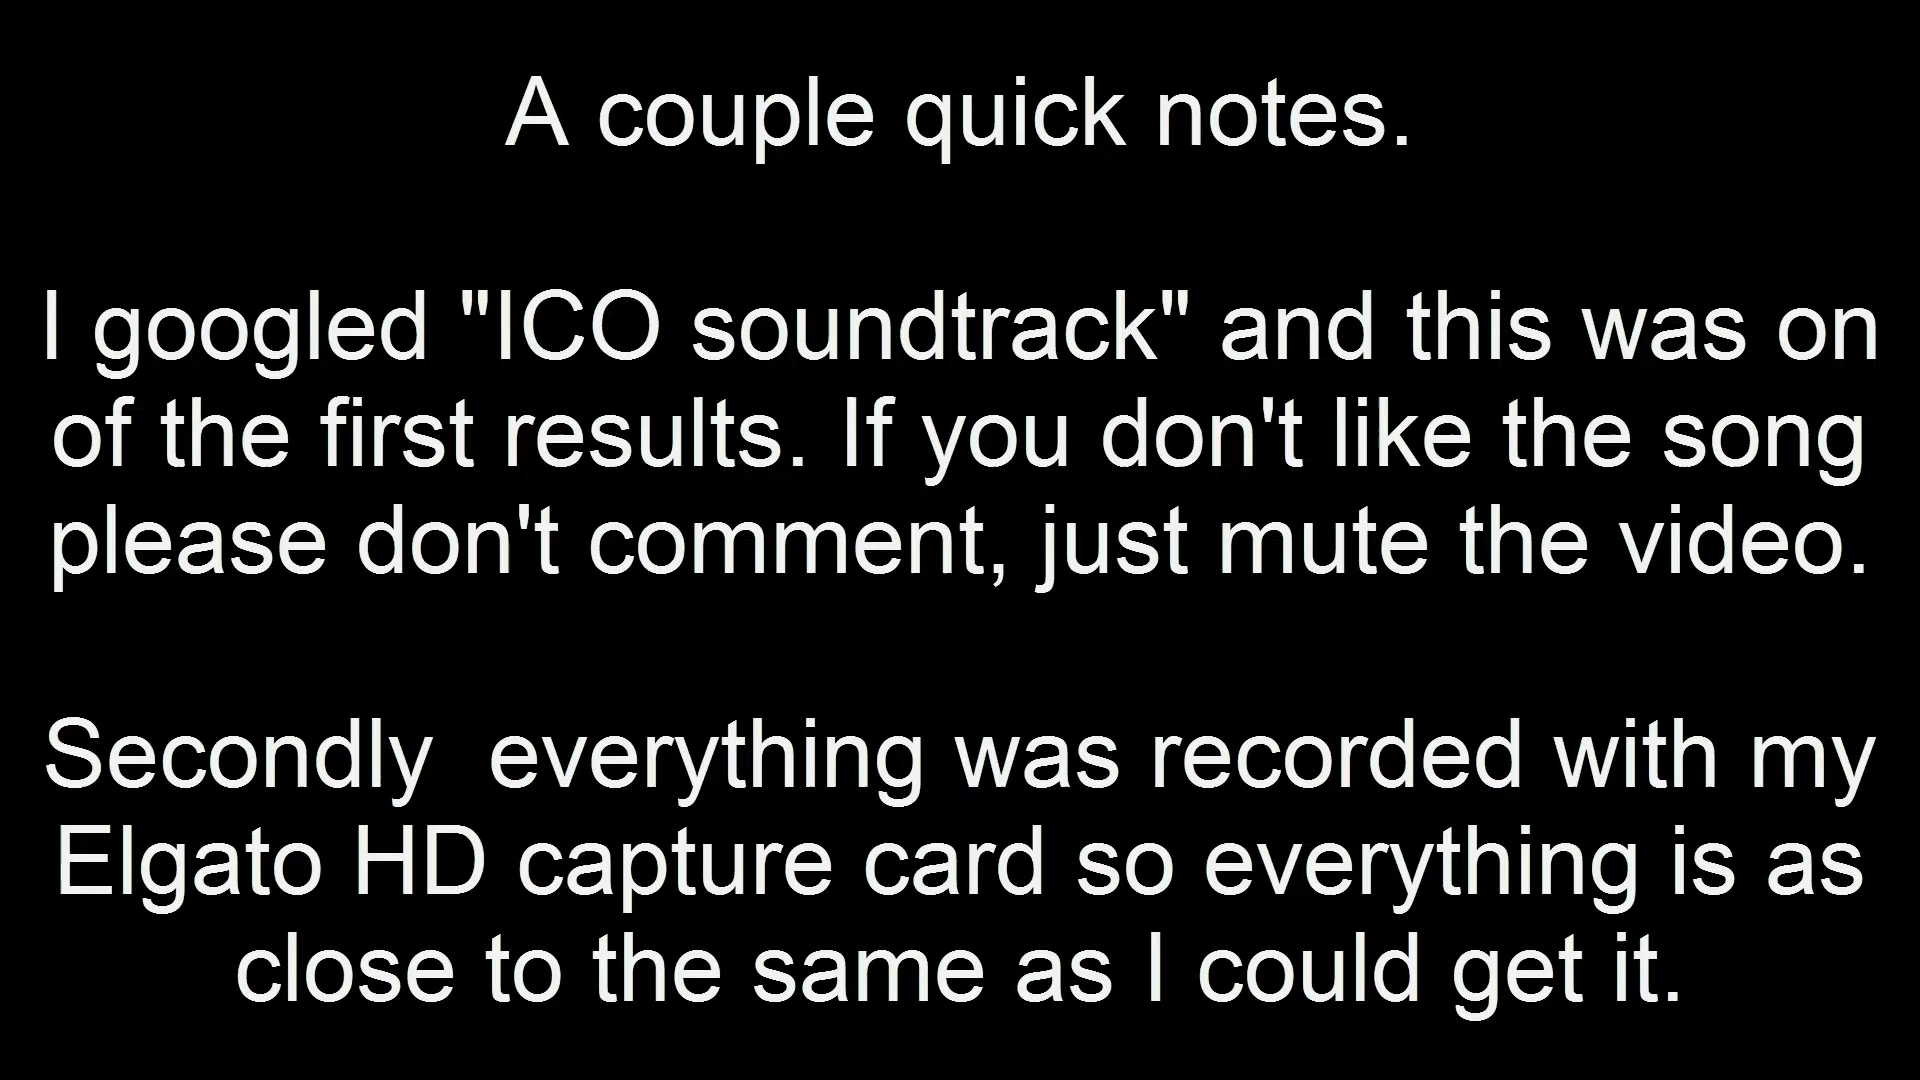 A couple quick notes.
I googled "ICO soundtrack" and this was on
of the first results. If you don't like the song
please don't comment, just mute the video.
Secondly  everything was recorded with my
Elgato HD capture card so everything is as
close to the same as I could get it.